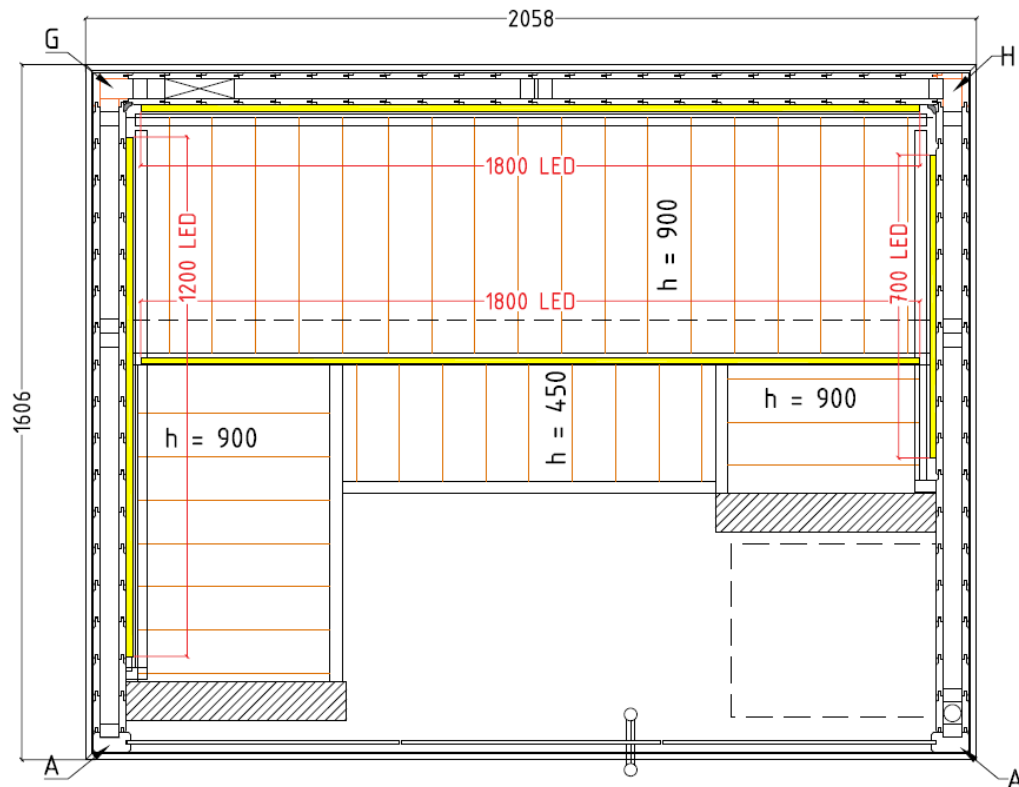 2058
G
H
1800 LED
1200 LED
h = 900
700 LED
1800 LED
1606
h = 450
h = 900
h = 900
A
A